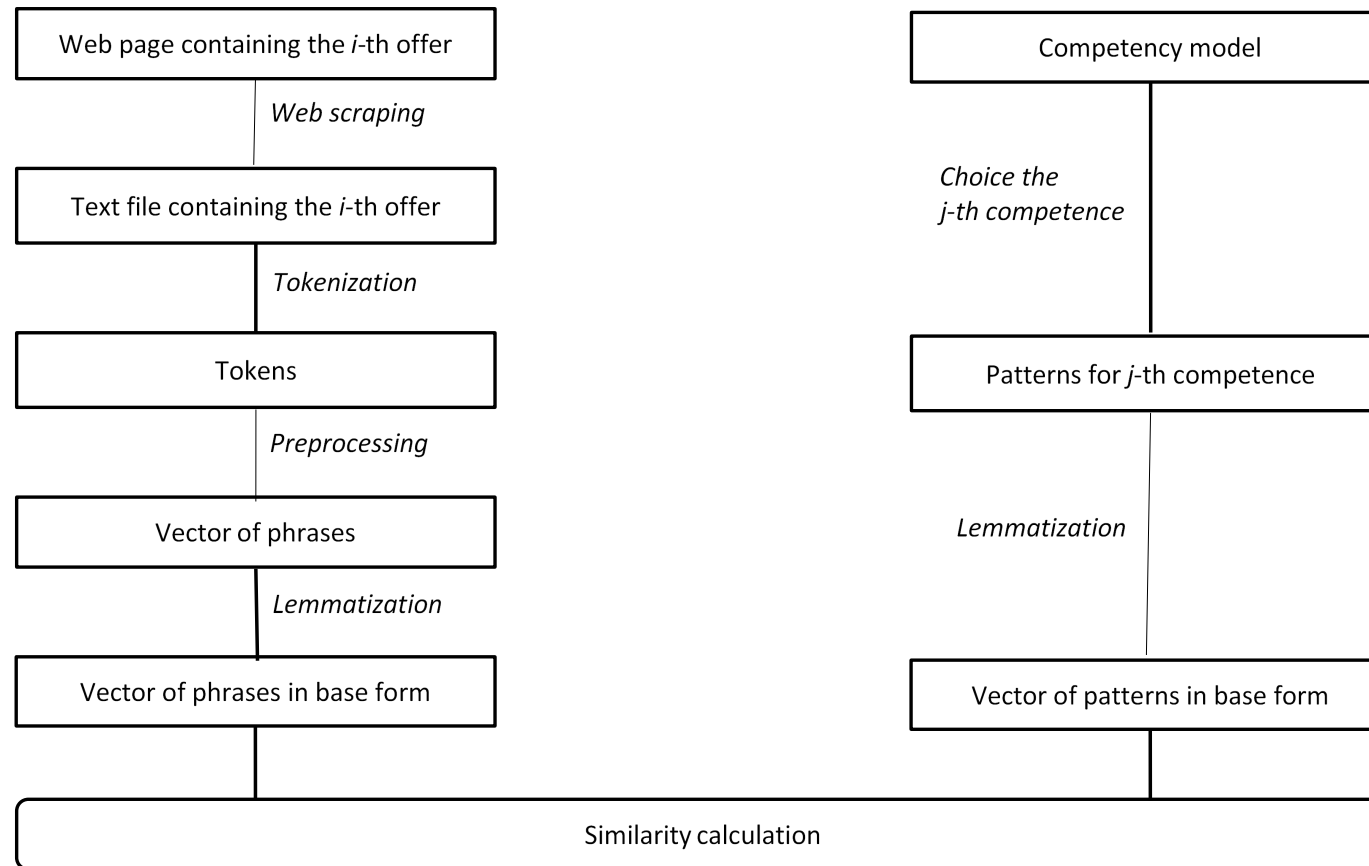 Web page containing the i-th offer
Web scraping
Text file containing the i-th offer
Tokenization
Tokens
Preprocessing
Vector of phrases
Lemmatization
Vector of phrases in base form
Competency model
Choice the
j-th competence
Patterns for j-th competence
Lemmatization
Vector of patterns in base form
Similarity calculation